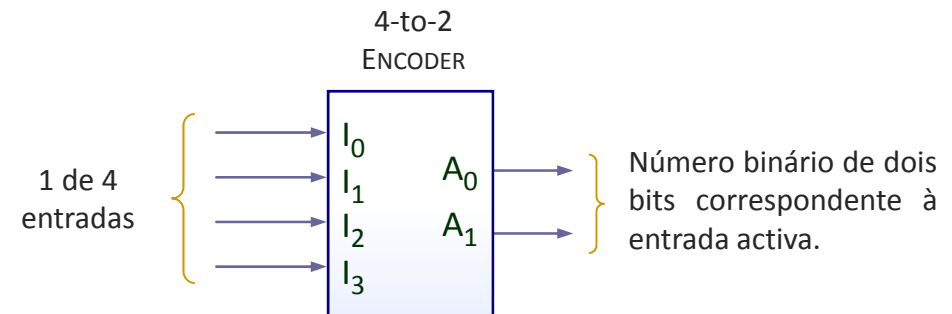 4-to-2
ENCODER
1 de 4
entradas
I0
I1
I2
I3
A0
A1
Número binário de dois
bits correspondente à
entrada activa.